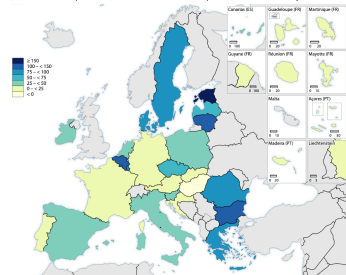 Canarias (ES)
Guadeloupe (FR)
Martinique (FR)
Guyane (FR)
Réunion (FR)
Mayotte (FR)
Malta
Açores (PT)
Madeira (PT)
Liechtenstein
≥ 150
100 – < 150
75 – < 100
50 – < 75
25 – < 50
0 – < 25
< 0